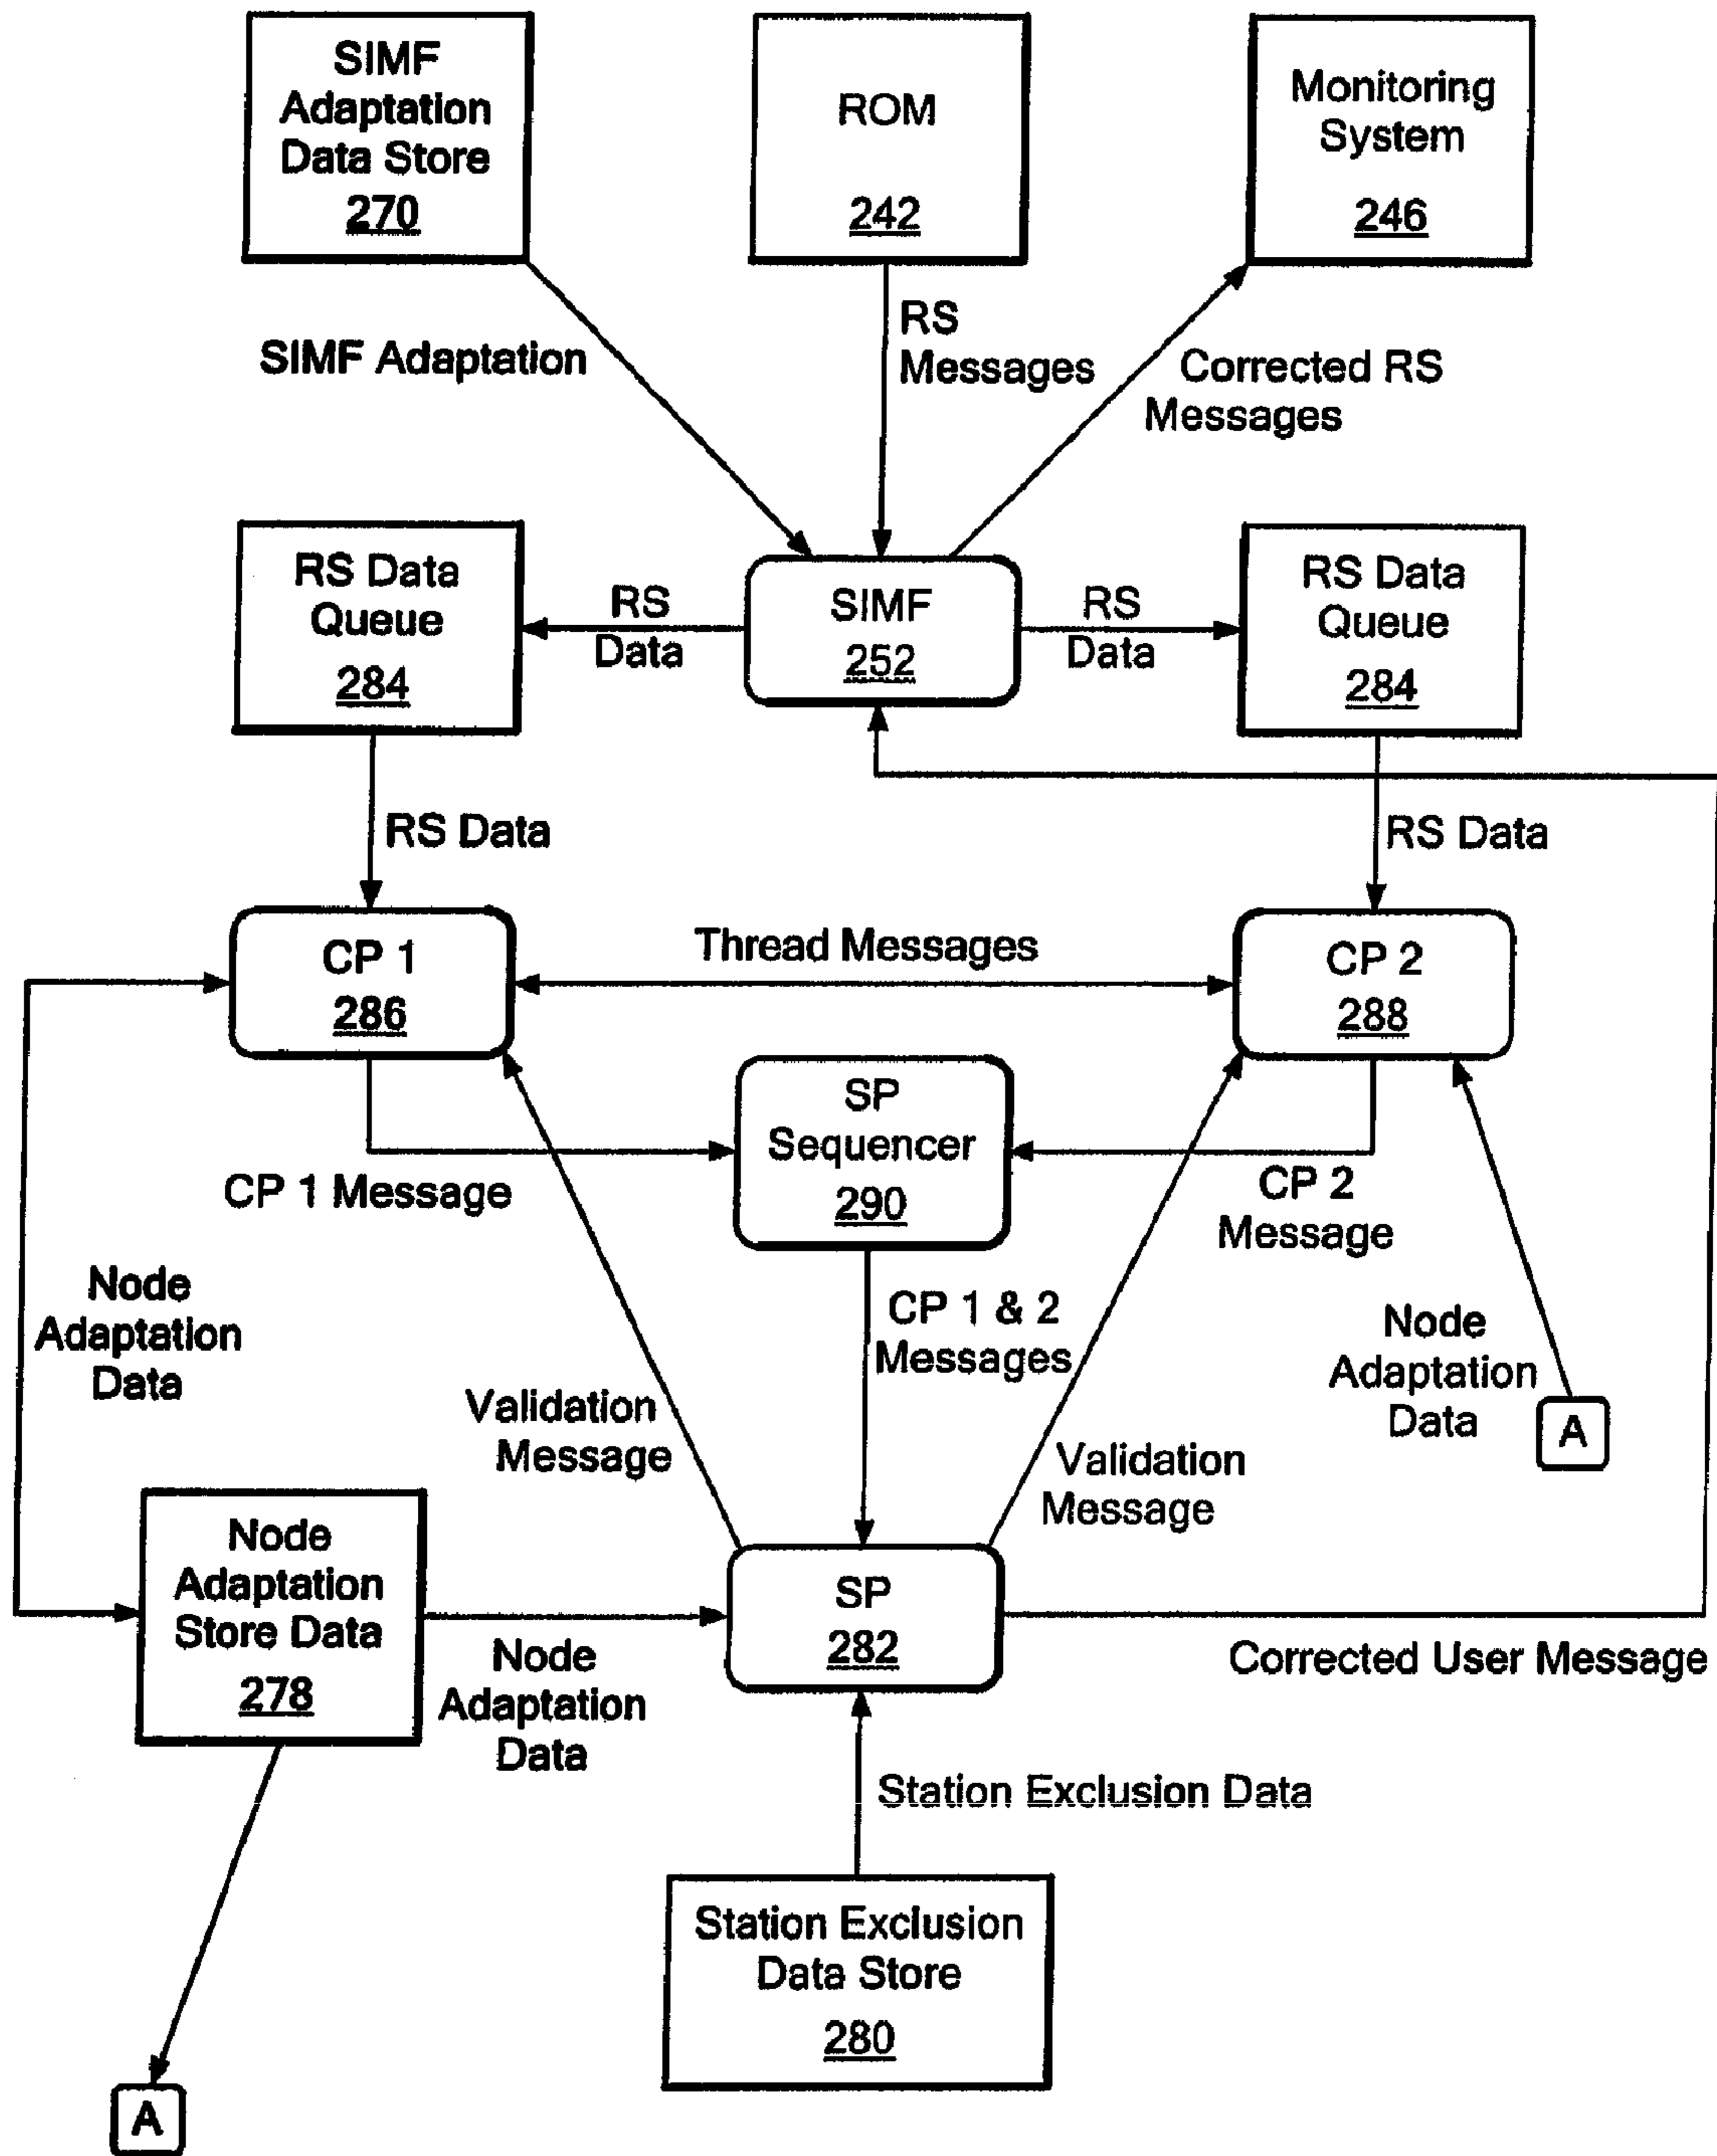 SIMF
Adaptation
Data Store
270
ROM
242
Monitoring
System
246
SIMF Adaptation
RS
Messages
Corrected RS
Messages
RS Data
Queue
284
RS
Data
SIMF
252
RS
Data
RS Data
Queue
284
RS Data
RS Data
CP 1
286
Thread Messages
CP 2
288
SP
Sequencer
290
CP 1 Message
CP 2
Message
Node
Adaptation
Data
CP 1 & 2
Messages
Node
Adaptation
Data
A
Validation
Message
Validation
Message
Node
Adaptation
Store Data
278
Node
Adaptation
Data
SP
282
Corrected User Message
Station Exclusion Data
Station Exclusion
Data Store
280
A